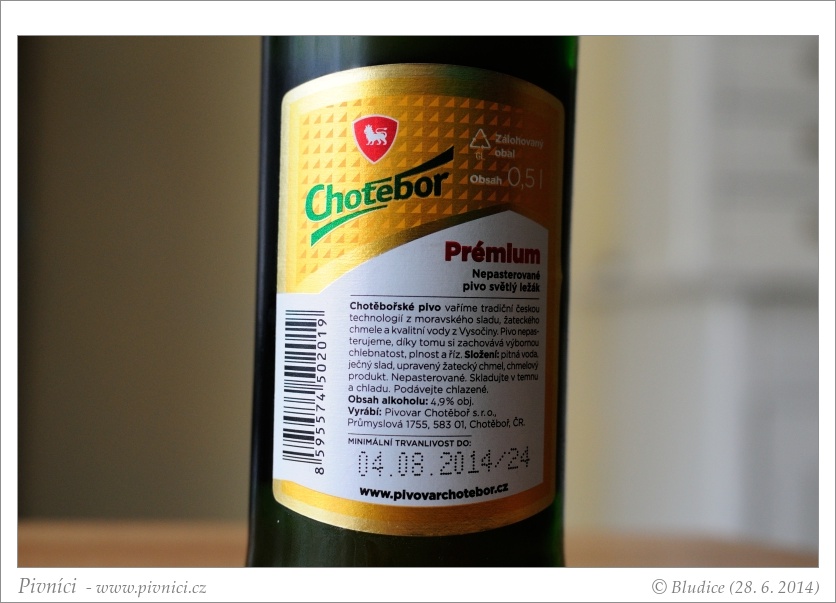 Chotěboř
Zálohovaný
obal
GL
Obsah 0,5 l
Prémium
Nepasterované
pivo světlý ležák
Chotěbořské pivo vaříme tradiční českou
technologií z moravského sladu, žateckého
chmele a kvalitní vody z Vysočiny. Pivo nepas-
terujeme, díky tomu si zachovává výbornou
chlebnatost, plnost a říz. Složení: pitná voda,
ječný slad, upravený žatecký chmel, chmelový
produkt. Nepasterované. Skladujte v temnu
a chladu. Podávejte chlazené.
Obsah alkoholu: 4,9% obj.
Vyrábí: Pivovar Chotěboř s.r.o.,
Průmyslová 1755, 583 01, Chotěboř, ČR.
MINIMÁLNÍ TRVANLIVOST DO:
04.08.2014/24
www.pivovarchotebor.cz
8 595574 502019
Pivníci - www.pivnici.cz
© Bludice (28. 6. 2014)